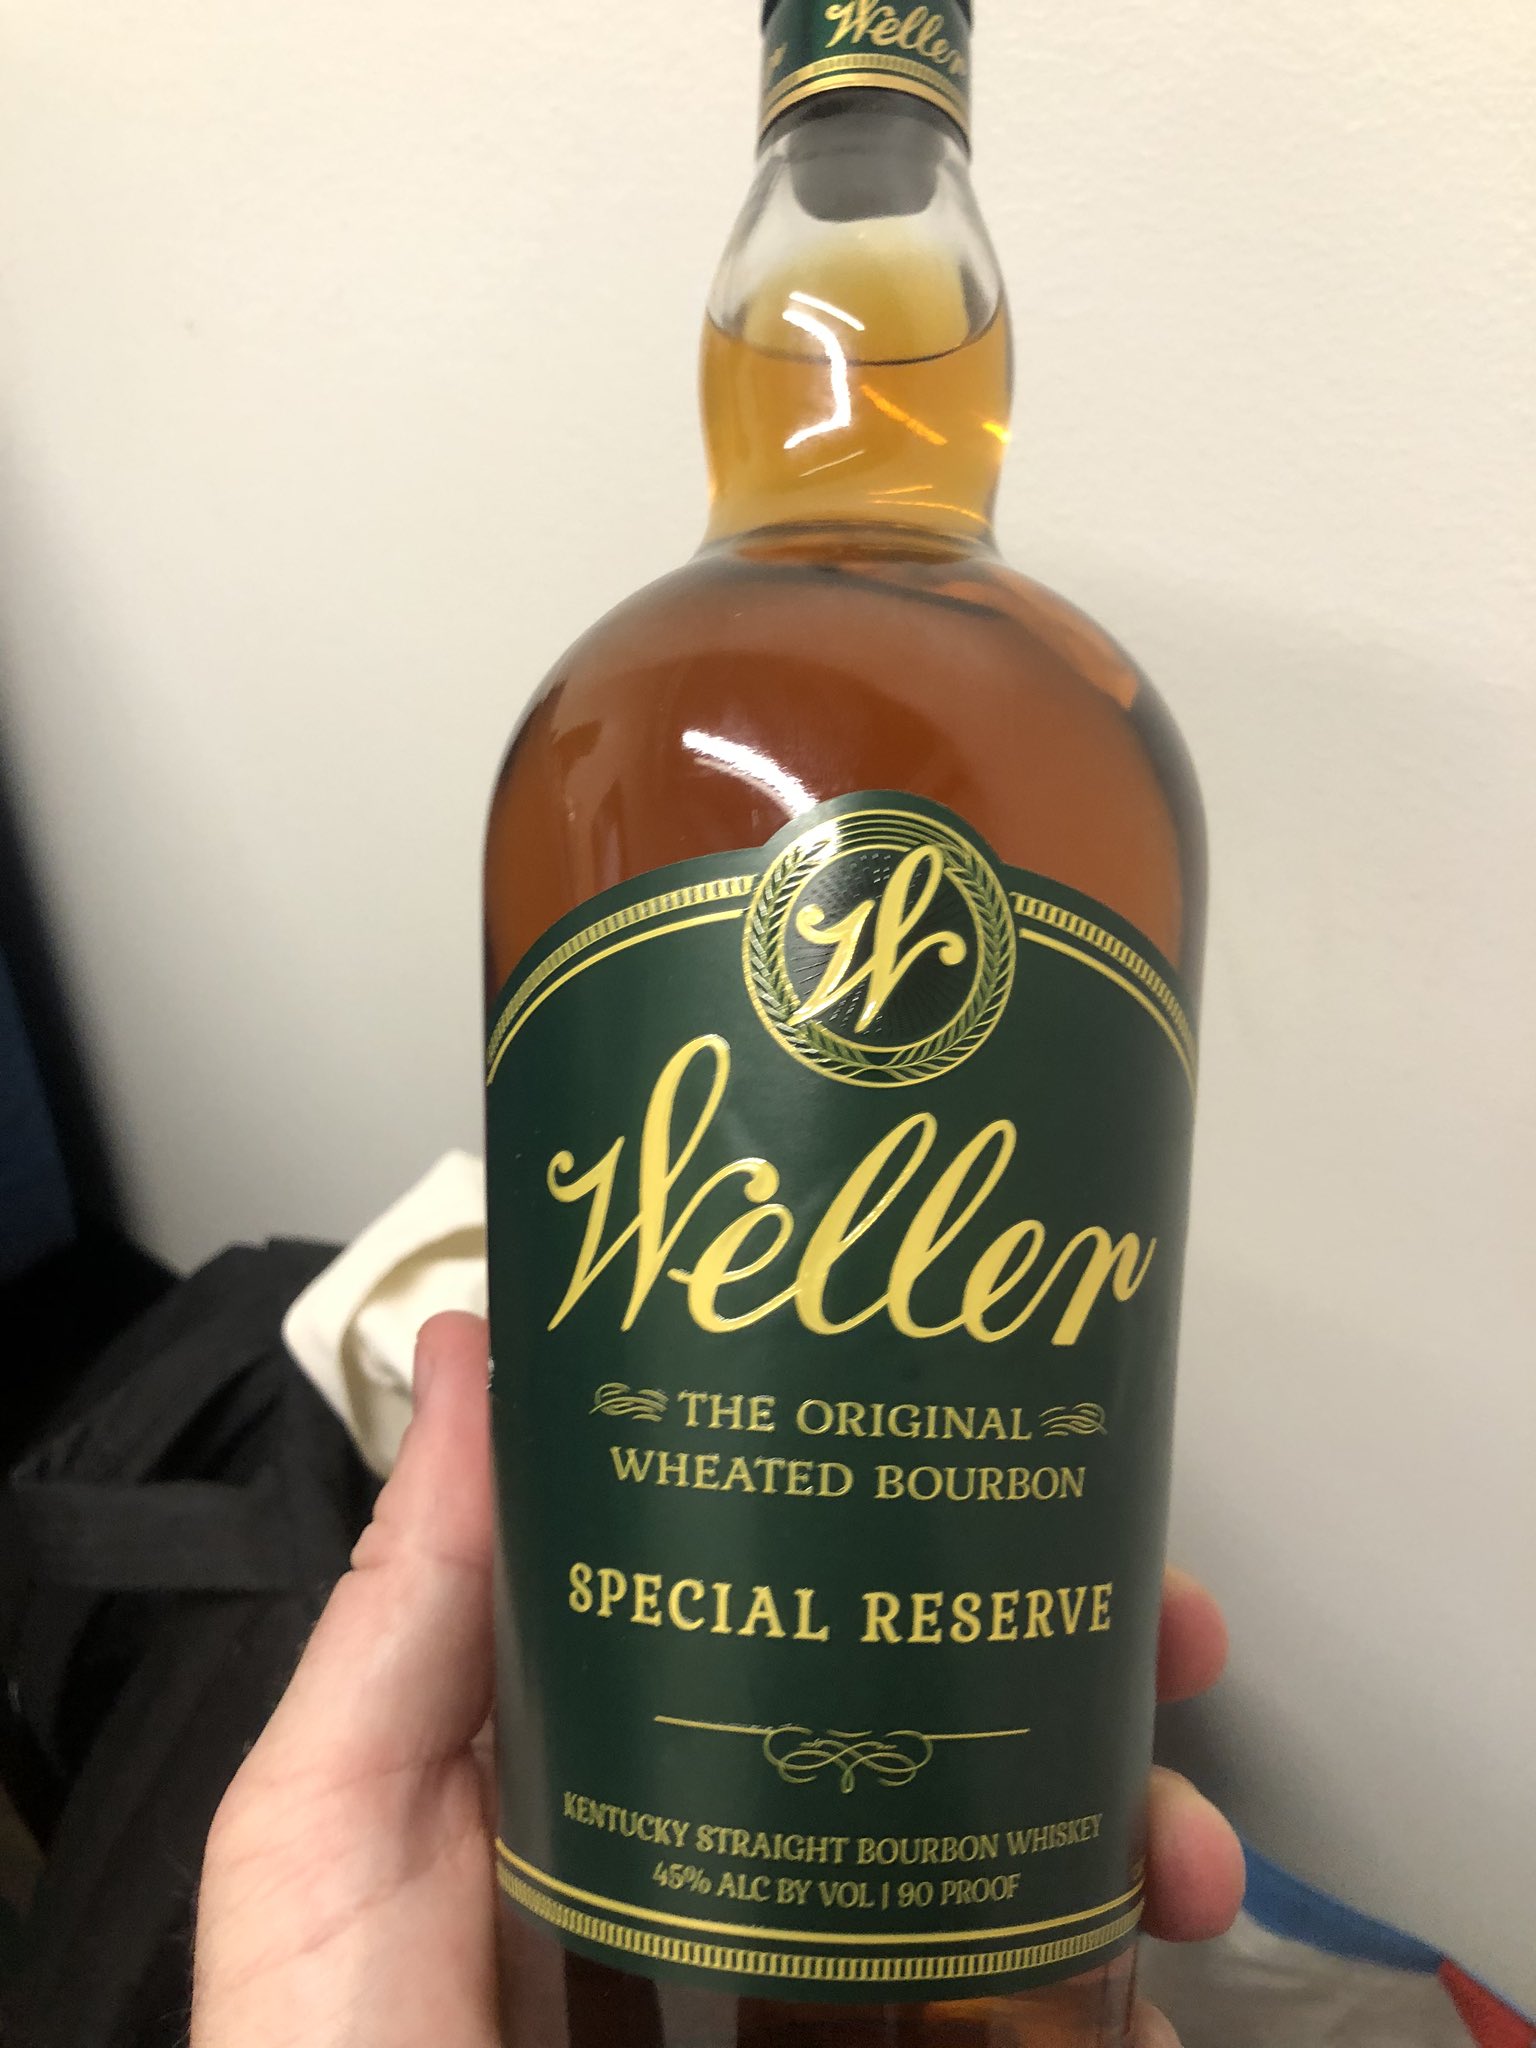 Weller
W
Weller
THE ORIGINAL
WHEATED BOURBON
SPECIAL RESERVE
KENTUCKY STRAIGHT BOURBON WHISKEY
45% ALC BY VOL | 90 PROOF